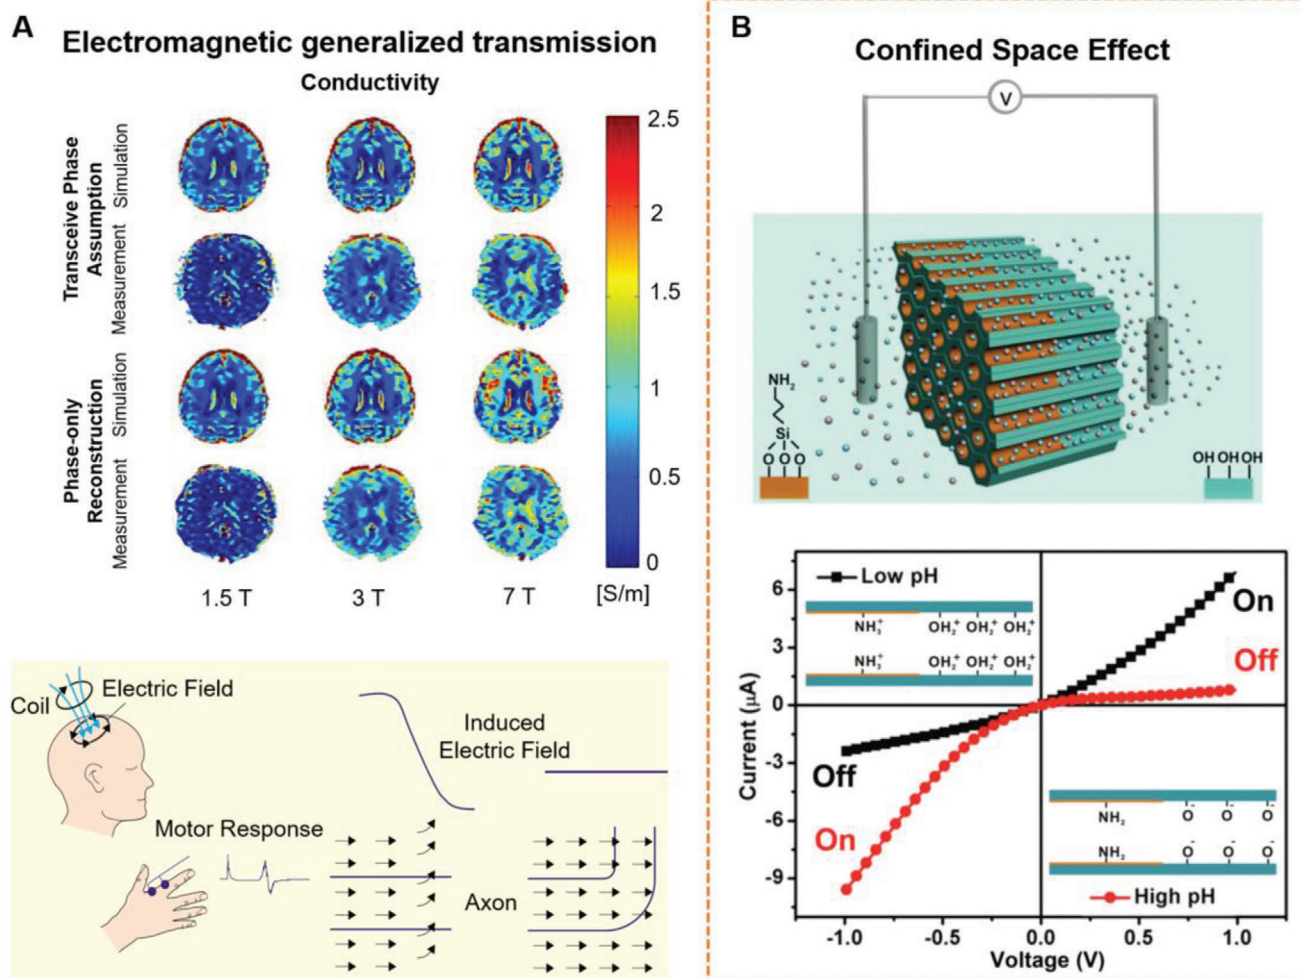 A
Electromagnetic generalized transmission
Conductivity
Transceive Phase
Assumption
Simulation
Measurement
Phase-only
Reconstruction
Simulation
Measurement
2.5
2
1.5
1
0.5
0
1.5 T
3 T
7 T
[S/m]
Coil
Electric Field
Motor Response
Induced
Electric Field
Axon
B
Confined Space Effect
V
NH2
Si
O O O
OH OH OH
Low pH
NH3+
OH2+ OH2+ OH2+
NH3+
OH2+ OH2+ OH2+
On
Off
Off
On
NH2
O- O- O-
NH2
O- O- O-
High pH
Current (μA)
6
3
0
-3
-6
-9
-1.0
-0.5
0.0
0.5
1.0
Voltage (V)